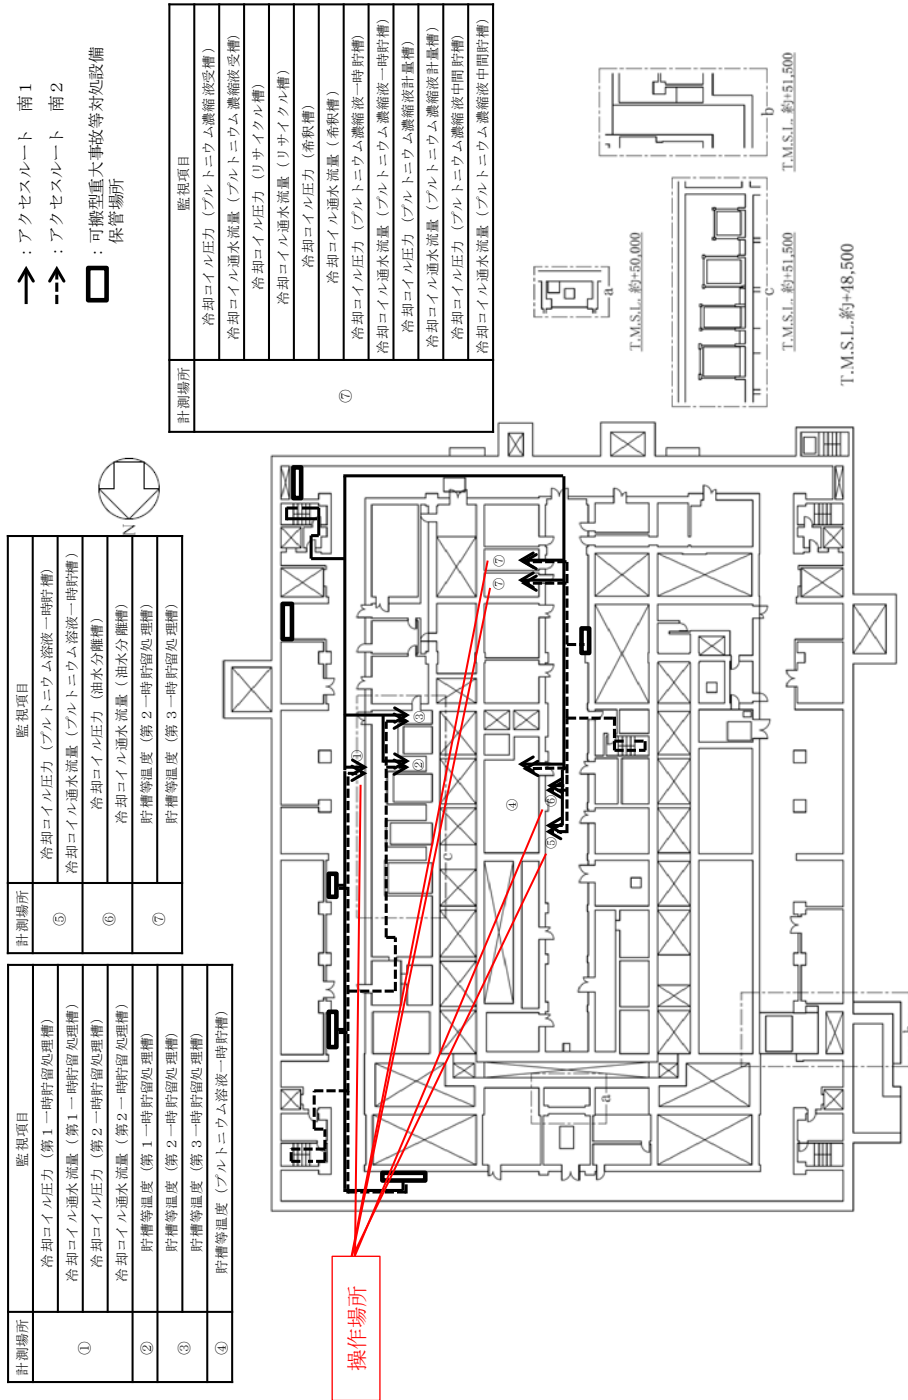 計測場所 監視項目
① 冷却コイル圧力（第１一時貯留処理槽）
冷却コイル通水流量（第１一時貯留処理槽）
冷却コイル圧力（第２一時貯留処理槽）
冷却コイル通水流量（第２一時貯留処理槽）
② 貯槽等温度（第１一時貯留処理槽）
③ 貯槽等温度（第２一時貯留処理槽）
貯槽等温度（第３一時貯留処理槽）
④ 貯槽等温度（プルトニウム溶液一時貯槽）
計測場所 監視項目
⑤ 冷却コイル圧力（プルトニウム溶液一時貯槽）
冷却コイル通水流量（プルトニウム溶液一時貯槽）
⑥ 冷却コイル圧力（油水分離槽）
冷却コイル通水流量（油水分離槽）
⑦ 貯槽等温度（第２一時貯留処理槽）
貯槽等温度（第３一時貯留処理槽）
計測場所 監視項目
⑦ 冷却コイル圧力（プルトニウム濃縮液受槽）
冷却コイル通水流量（プルトニウム濃縮液受槽）
冷却コイル圧力（リサイクル槽）
冷却コイル通水流量（リサイクル槽）
冷却コイル圧力（希釈槽）
冷却コイル通水流量（希釈槽）
冷却コイル圧力（プルトニウム濃縮液一時貯槽）
冷却コイル通水流量（プルトニウム濃縮液一時貯槽）
冷却コイル圧力（プルトニウム濃縮液計量槽）
冷却コイル通水流量（プルトニウム濃縮液計量槽）
冷却コイル圧力（プルトニウム濃縮液中間貯槽）
冷却コイル通水流量（プルトニウム濃縮液中間貯槽）
：アクセスルート 南１
：アクセスルート 南２
：可搬型重大事故等対処設備
保管場所
N
操作場所
①
②
③
④
⑤
⑥
⑦
⑦
a
b
c
a
T.M.S.L. 約+50,000
b
T.M.S.L. 約+51,500
c
T.M.S.L. 約+51,500
T.M.S.L.約+48,500